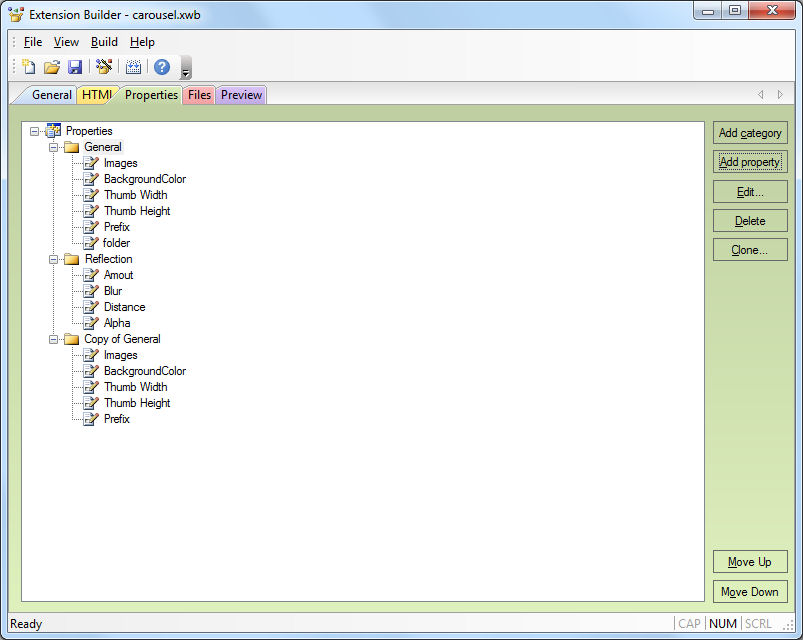 Extension Builder - carousel.xwb
File View Build Help
General HTML Properties Files Preview
Properties
General
Images
BackgroundColor
Thumb Width
Thumb Height
Prefix
folder
Reflection
Amout
Blur
Distance
Alpha
Copy of General
Images
BackgroundColor
Thumb Width
Thumb Height
Prefix
Add category
Add property
Edit...
Delete
Clone...
Move Up
Move Down
Ready CAP NUM SCRL